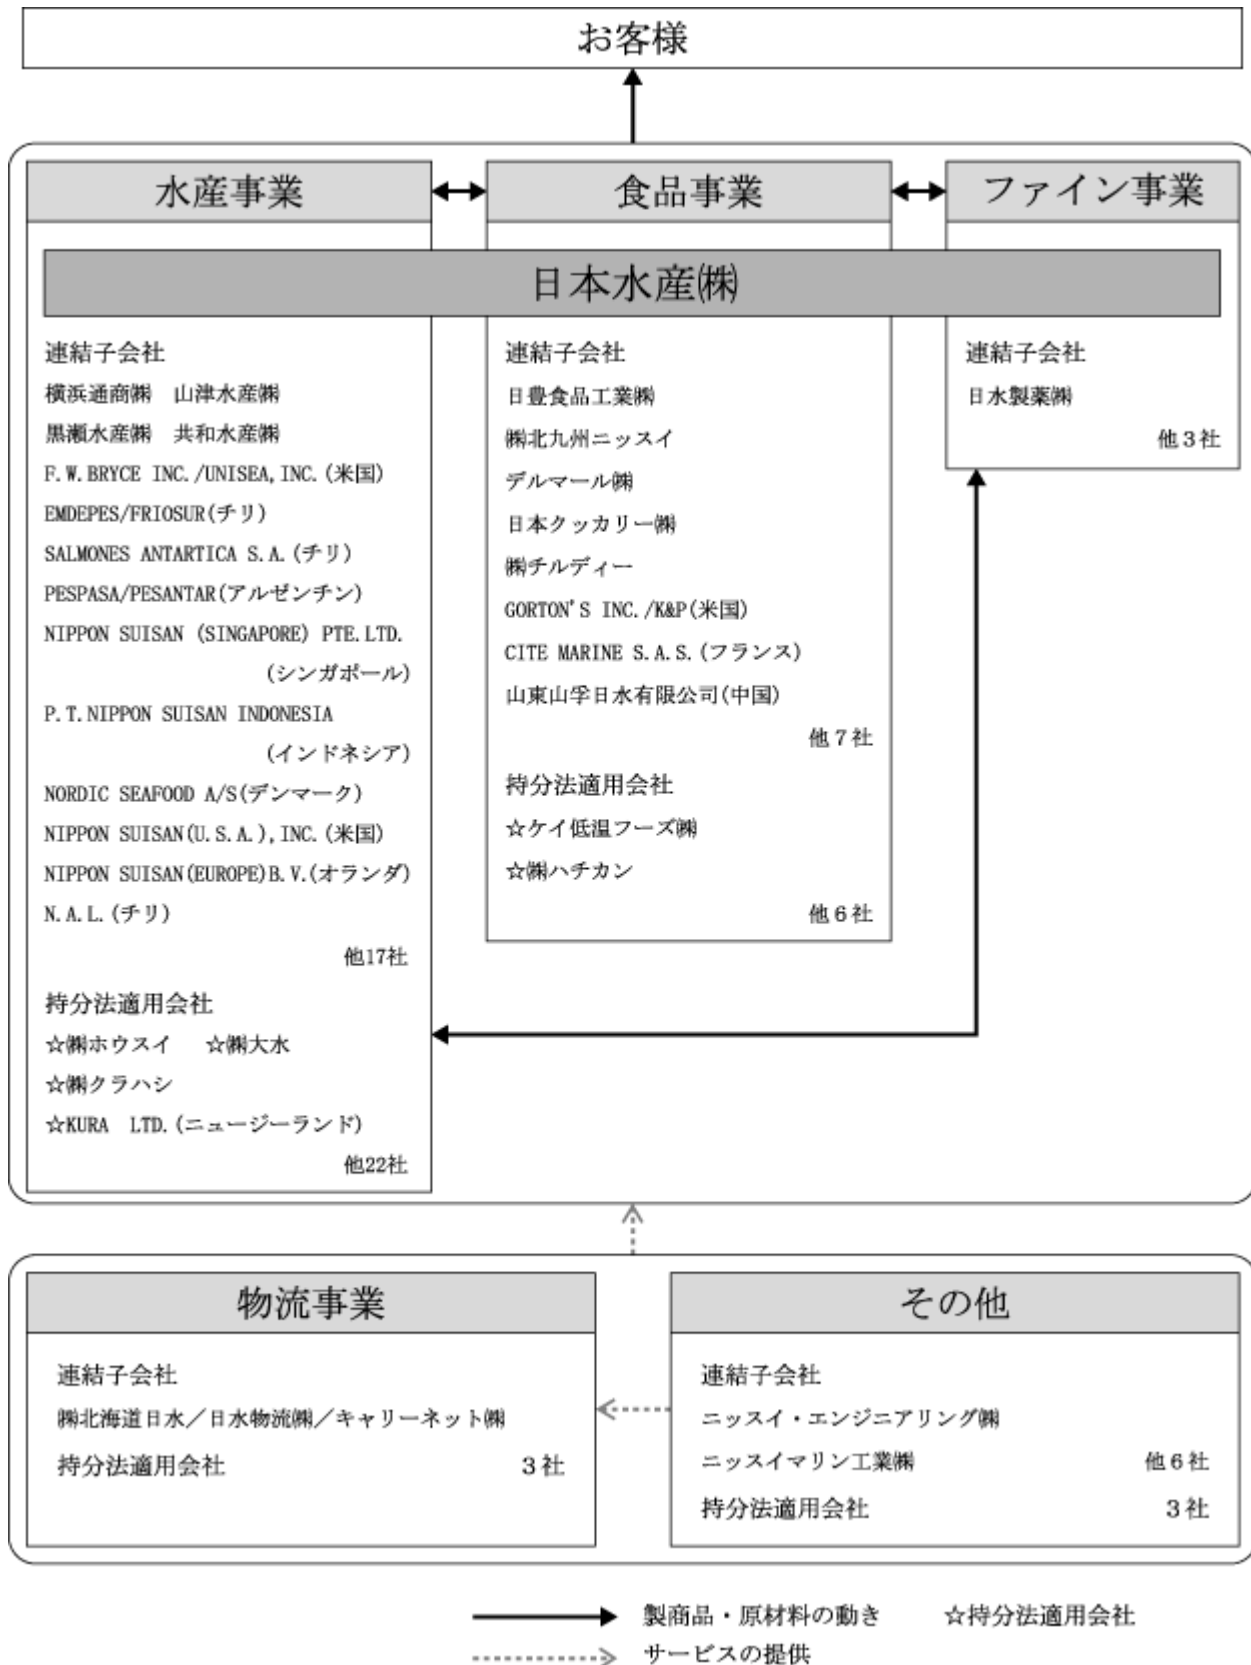 お客様
水産事業
食品事業
ファイン事業
日本水産㈱
連結子会社
横浜通商㈱　山津水産㈱
黒瀬水産㈱　共和水産㈱
F.W.BRYCE INC./UNISEA,INC.(米国)
EMDEPES/FRIOSUR(チリ)
SALMONES ANTARTICA S.A.(チリ)
PESPASA/PESANTAR(アルゼンチン)
NIPPON SUISAN (SINGAPORE) PTE.LTD.
(シンガポール)
P.T.NIPPON SUISAN INDONESIA
(インドネシア)
NORDIC SEAFOOD A/S(デンマーク)
NIPPON SUISAN(U.S.A.),INC.(米国)
NIPPON SUISAN(EUROPE)B.V.(オランダ)
N.A.L.(チリ)
他17社
持分法適用会社
☆㈱ホウスイ　☆㈱大水
☆㈱クラハシ
☆KURA　LTD.(ニュージーランド)
他22社
連結子会社
日豊食品工業㈱
㈱北九州ニッスイ
デルマール㈱
日本クッカリー㈱
㈱チルディー
GORTON'S INC./K&P(米国)
CITE MARINE S.A.S.(フランス)
山東山孚日水有限公司(中国)
他７社
持分法適用会社
☆ケイ低温フーズ㈱
☆㈱ハチカン
他６社
連結子会社
日水製薬㈱
他３社
物流事業
連結子会社
㈱北海道日水／日水物流㈱／キャリーネット㈱
持分法適用会社　３社
その他
連結子会社
ニッスイ・エンジニアリング㈱
ニッスイマリン工業㈱　他６社
持分法適用会社　３社
製商品・原材料の動き　☆持分法適用会社
サービスの提供